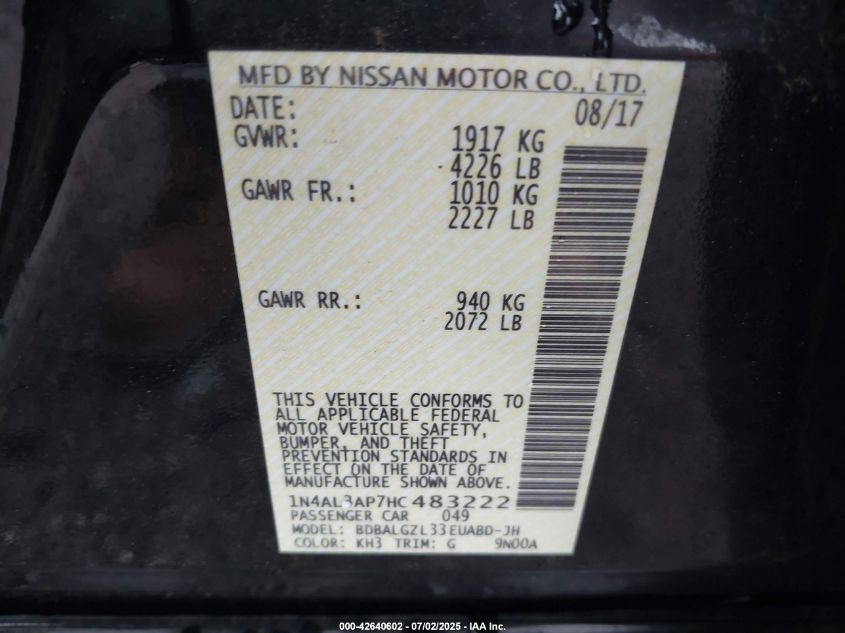 MFD BY NISSAN MOTOR CO., LTD.
DATE: 08/17
GVWR: 1917 KG
4226 LB
GAWR FR.: 1010 KG
2227 LB
GAWR RR.: 940 KG
2072 LB
THIS VEHICLE CONFORMS TO
ALL APPLICABLE FEDERAL
MOTOR VEHICLE SAFETY,
BUMPER, AND THEFT
PREVENTION STANDARDS IN
EFFECT ON THE DATE OF
MANUFACTURE SHOWN ABOVE.
1N4AL3AP7HC483222
PASSENGER CAR 049
MODEL: BDBALGZL33EUABD-JH
COLOR: KH3 TRIM: G 9N00A
000-42640602 - 07/02/2025 - IAA Inc.